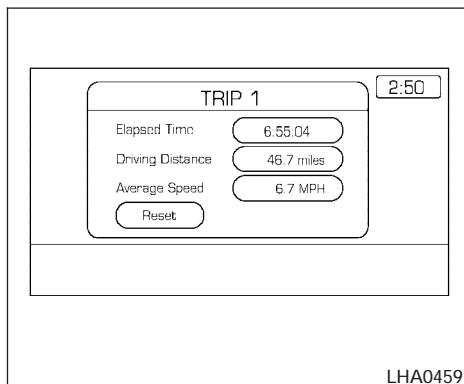 TRIP 1
2:50
Elapsed Time 6:55:04
Driving Distance 46.7 miles
Average Speed 6.7 MPH
Reset
LHA0459